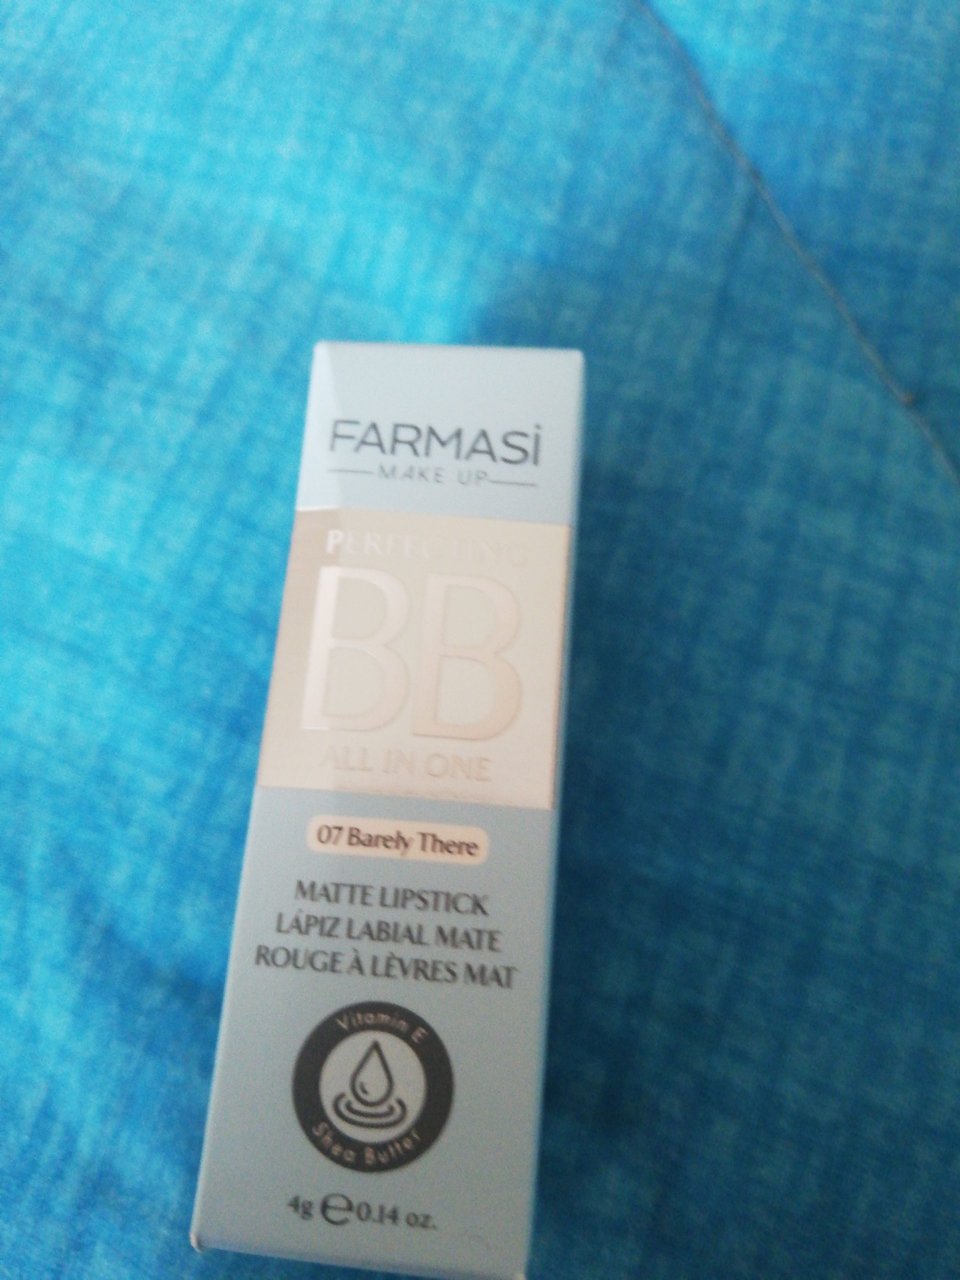 FARMASİ
MAKE UP
PERFECTING
BB
ALL IN ONE
07 Barely There
MATTE LIPSTICK
LÁPIZ LABIAL MATE
ROUGE À LÈVRES MAT
Vitamin E
Shea Butter
4g ℮ 0.14 oz.